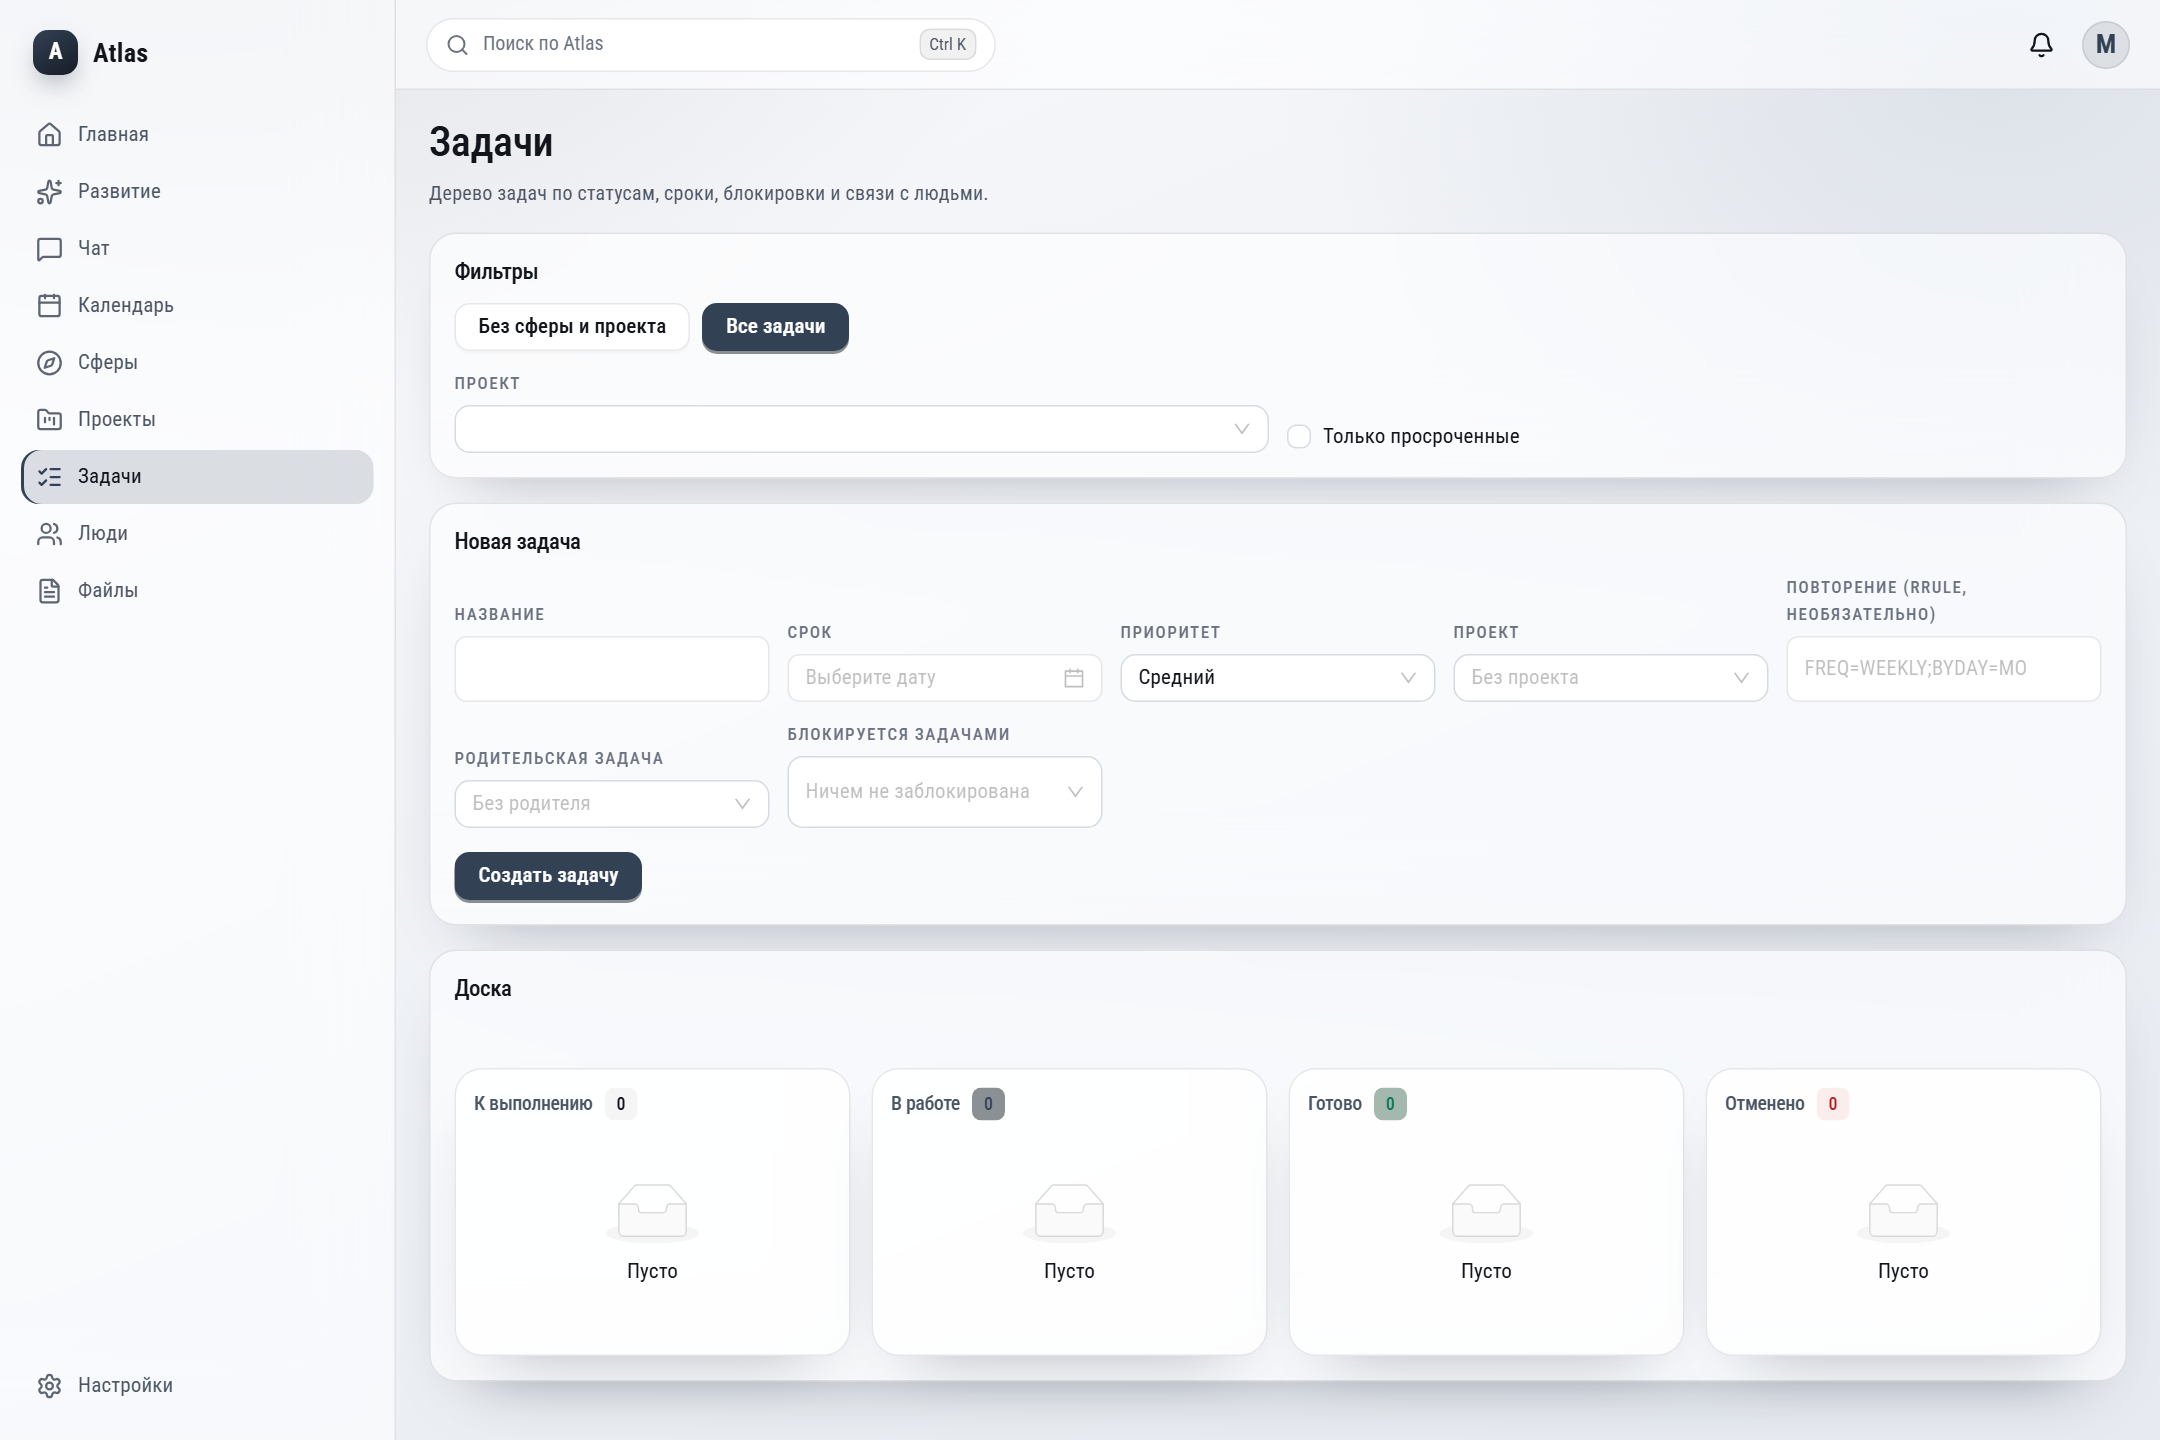 A Atlas
Главная
Развитие
Чат
Календарь
Сферы
Проекты
Задачи
Люди
Файлы
Настройки
Поиск по Atlas Ctrl K
M
Задачи
Дерево задач по статусам, сроки, блокировки и связи с людьми.
Фильтры
Без сферы и проекта Все задачи
ПРОЕКТ
Только просроченные
Новая задача
НАЗВАНИЕ
СРОК
Выберите дату
ПРИОРИТЕТ
Средний
ПРОЕКТ
Без проекта
ПОВТОРЕНИЕ (RRULE,
НЕОБЯЗАТЕЛЬНО)
FREQ=WEEKLY;BYDAY=MO
РОДИТЕЛЬСКАЯ ЗАДАЧА
Без родителя
БЛОКИРУЕТСЯ ЗАДАЧАМИ
Ничем не заблокирована
Создать задачу
Доска
К выполнению 0
Пусто
В работе 0
Пусто
Готово 0
Пусто
Отменено 0
Пусто